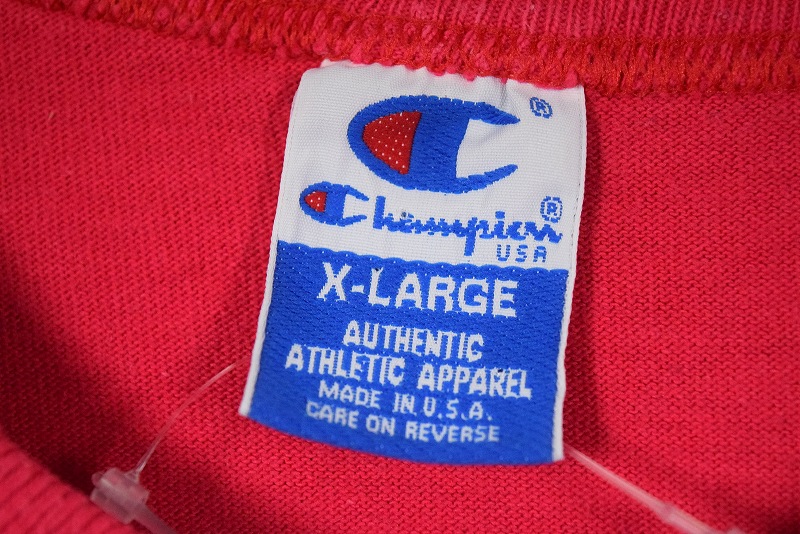 ®
Champion ®
USA
X-LARGE
AUTHENTIC
ATHLETIC APPAREL
MADE IN U.S.A.
CARE ON REVERSE